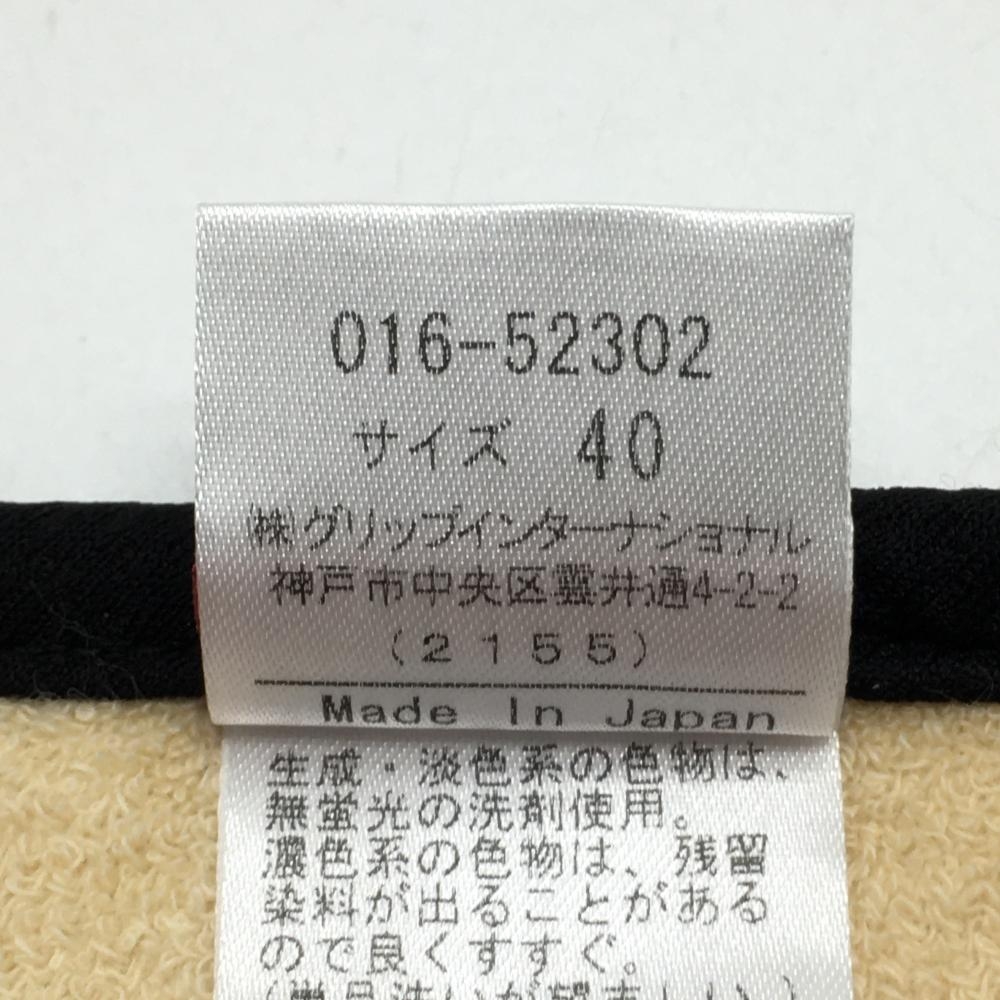 016-52302
サイズ 40
㈱グリップインターナショナル
神戸市中央区雲井通4-2-2
(2155)
Made In Japan
生成・淡色系の色物は、
無蛍光の洗剤使用。
濃色系の色物は、残留
染料が出ることがある
ので良くすすぐ。